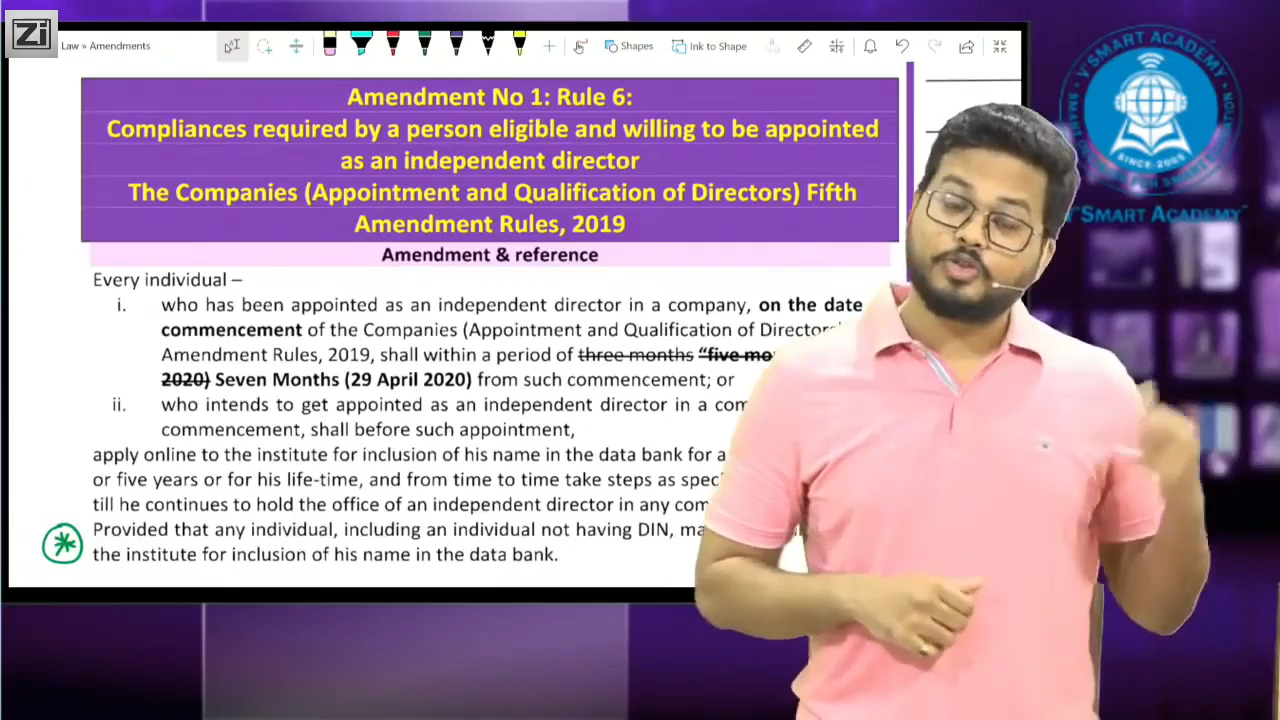 Zi
Law » Amendments
Shapes
Ink to Shape
Amendment No 1: Rule 6:
Compliances required by a person eligible and willing to be appointed
as an independent director
The Companies (Appointment and Qualification of Directors) Fifth
Amendment Rules, 2019
Amendment & reference
Every individual –
i. who has been appointed as an independent director in a company, on the date
commencement of the Companies (Appointment and Qualification of
Amendment Rules, 2019, shall within a period of three months “five
2020) Seven Months (29 April 2020) from such commencement; or
ii. who intends to get appointed as an independent director in a
commencement, shall before such appointment,
apply online to the institute for inclusion of his name in the data bank for a
or five years or for his life-time, and from time to time take steps as
till he continues to hold the office of an independent director in any
Provided that any individual, including an individual not having DIN,
the institute for inclusion of his name in the data bank.
V'SMART ACADEMY
SINCE-2005
V'SMART ACADEMY